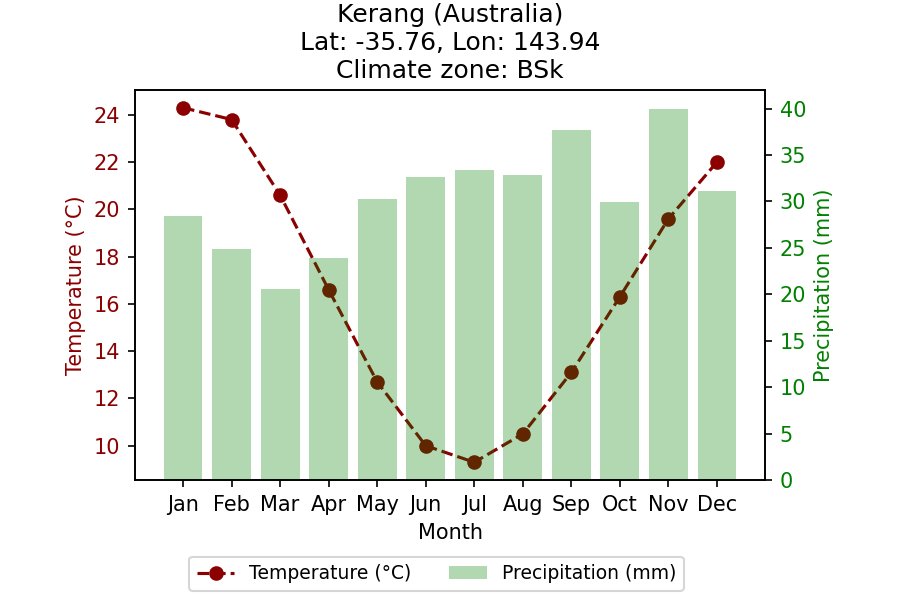 Kerang (Australia)
Lat: -35.76, Lon: 143.94
Climate zone: BSk
24
22
20
18
16
14
12
10
Temperature (°C)
40
35
30
25
20
15
10
5
0
Precipitation (mm)
Jan Feb Mar Apr May Jun Jul Aug Sep Oct Nov Dec
Month
Temperature (°C) Precipitation (mm)